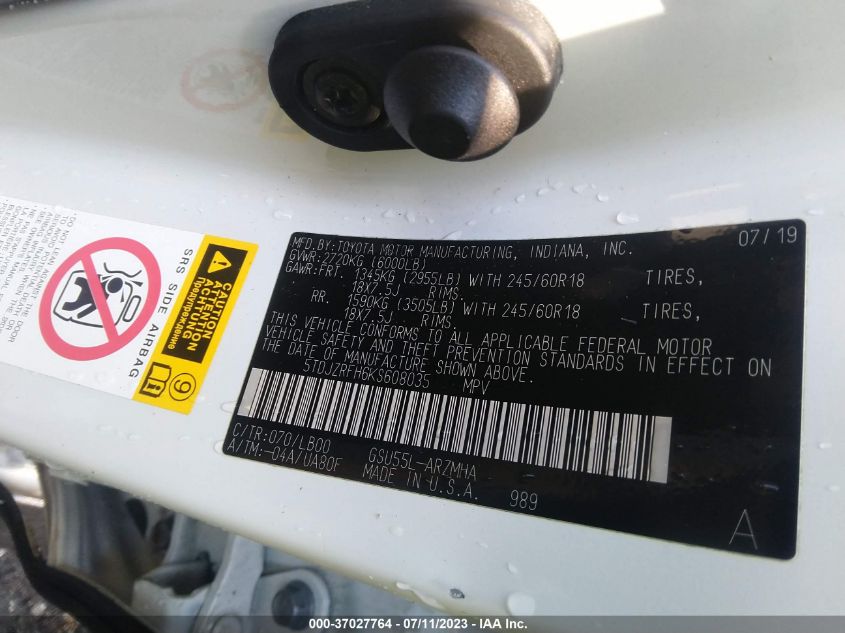 MFD.BY:TOYOTA MOTOR MANUFACTURING, INDIANA, INC. 07/19
GVWR:2720KG (6000LB)
GAWR:FRT. 1345KG (2955LB) WITH 245/60R18 TIRES,
18X7.5J RIMS.
RR. 1590KG (3505LB) WITH 245/60R18 TIRES,
18X7.5J RIMS.
THIS VEHICLE CONFORMS TO ALL APPLICABLE FEDERAL MOTOR
VEHICLE SAFETY AND THEFT PREVENTION STANDARDS IN EFFECT ON
THE DATE OF MANUFACTURE SHOWN ABOVE.
5TDJZRFH6KS608035 MPV
C/TR:070/LB00 GSU55L-ARZMHA
A/TM:-04A/UA80F MADE IN U.S.A. 989
A
SRS SIDE AIRBAG
CAUTION
ATTENTION
ACHTUNG
Предупреждение
9
000-37027764 - 07/11/2023 - IAA Inc.